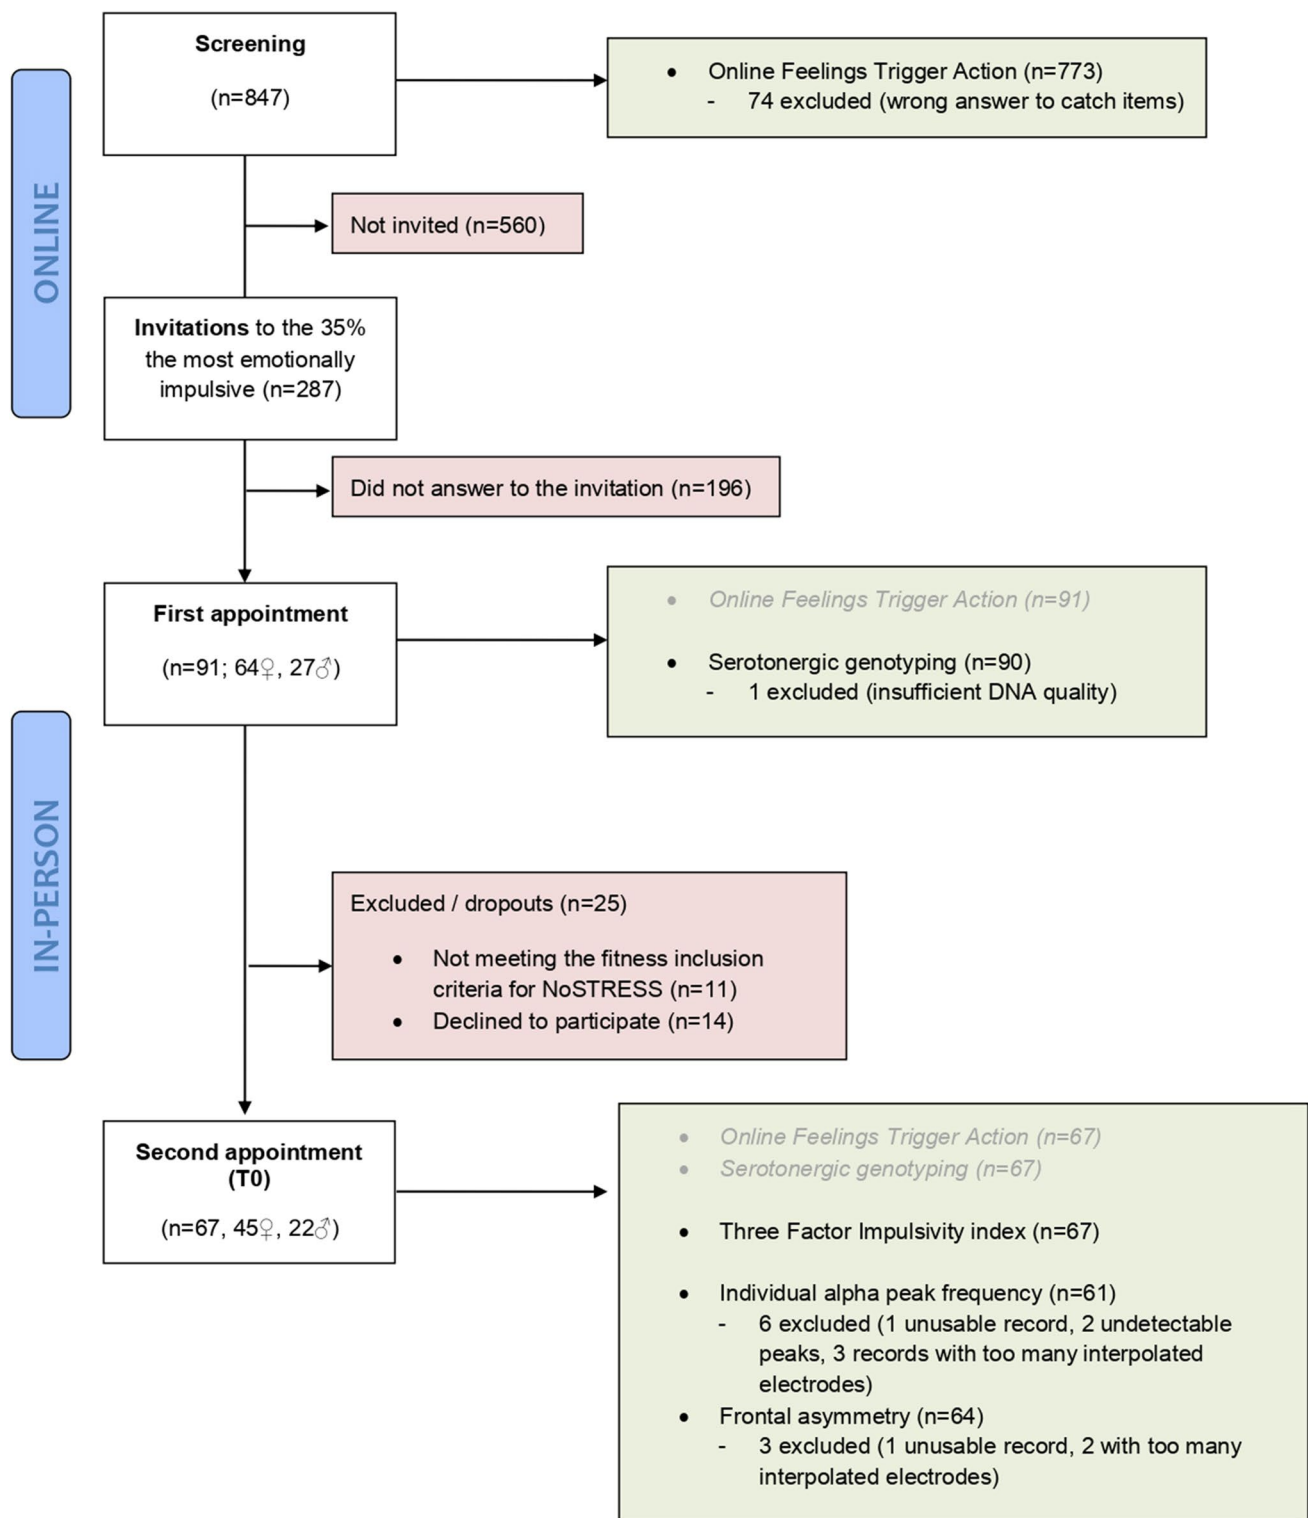 Screening
(n=847)
• Online Feelings Trigger Action (n=773)
- 74 excluded (wrong answer to catch items)
ONLINE
Not invited (n=560)
Invitations to the 35%
the most emotionally
impulsive (n=287)
Did not answer to the invitation (n=196)
First appointment
(n=91; 64♀, 27♂)
• Online Feelings Trigger Action (n=91)
• Serotonergic genotyping (n=90)
- 1 excluded (insufficient DNA quality)
IN-PERSON
Excluded / dropouts (n=25)
• Not meeting the fitness inclusion
criteria for NoSTRESS (n=11)
• Declined to participate (n=14)
Second appointment
(T0)
(n=67, 45♀, 22♂)
• Online Feelings Trigger Action (n=67)
• Serotonergic genotyping (n=67)
• Three Factor Impulsivity index (n=67)
• Individual alpha peak frequency (n=61)
- 6 excluded (1 unusable record, 2 undetectable
peaks, 3 records with too many interpolated
electrodes)
• Frontal asymmetry (n=64)
- 3 excluded (1 unusable record, 2 with too many
interpolated electrodes)